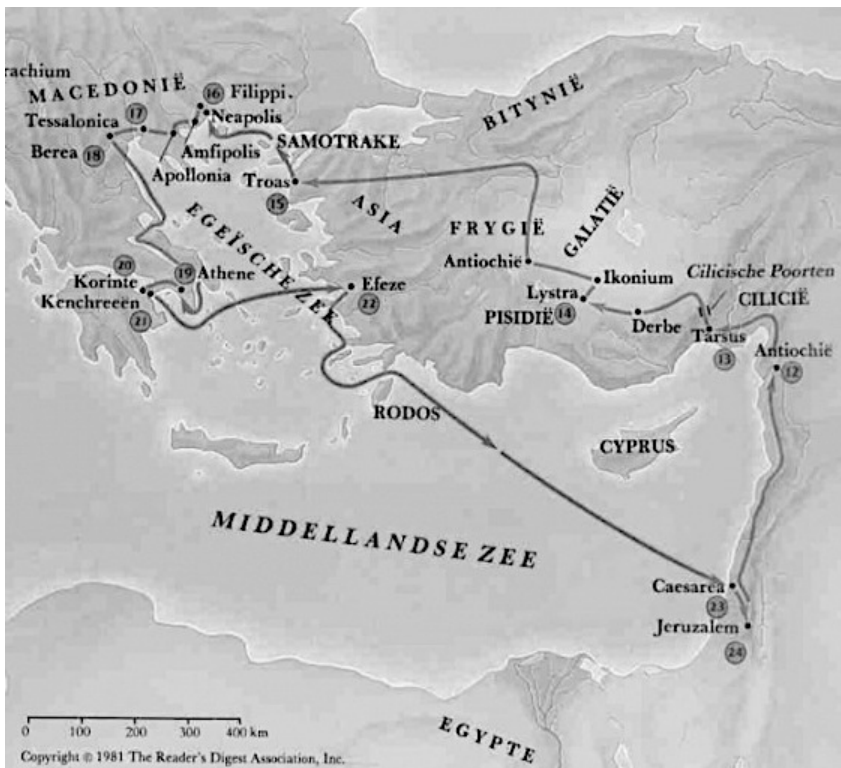 rachium
MACEDONIË
16 Filippi
Neapolis
17
Tessalonica
Berea 18
Amfipolis
Apollonia
SAMOTRAKE
Troas
15
BITYNIË
ASIA
FRYGIË
GALATIË
EGEÏSCHE ZEE
Antiochië
Ikonium
Cilicische Poorten
Lystra
14
PISIDIË
Derbe
CILICIË
Tarsus
13
Antiochië
12
20
Korinte
19 Athene
Kenchreeën
21
Efeze
22
RODOS
CYPRUS
MIDDELLANDSE ZEE
Caesarea
23
Jeruzalem
24
EGYPTE
0 100 200 300 400 km
Copyright © 1981 The Reader's Digest Association, Inc.